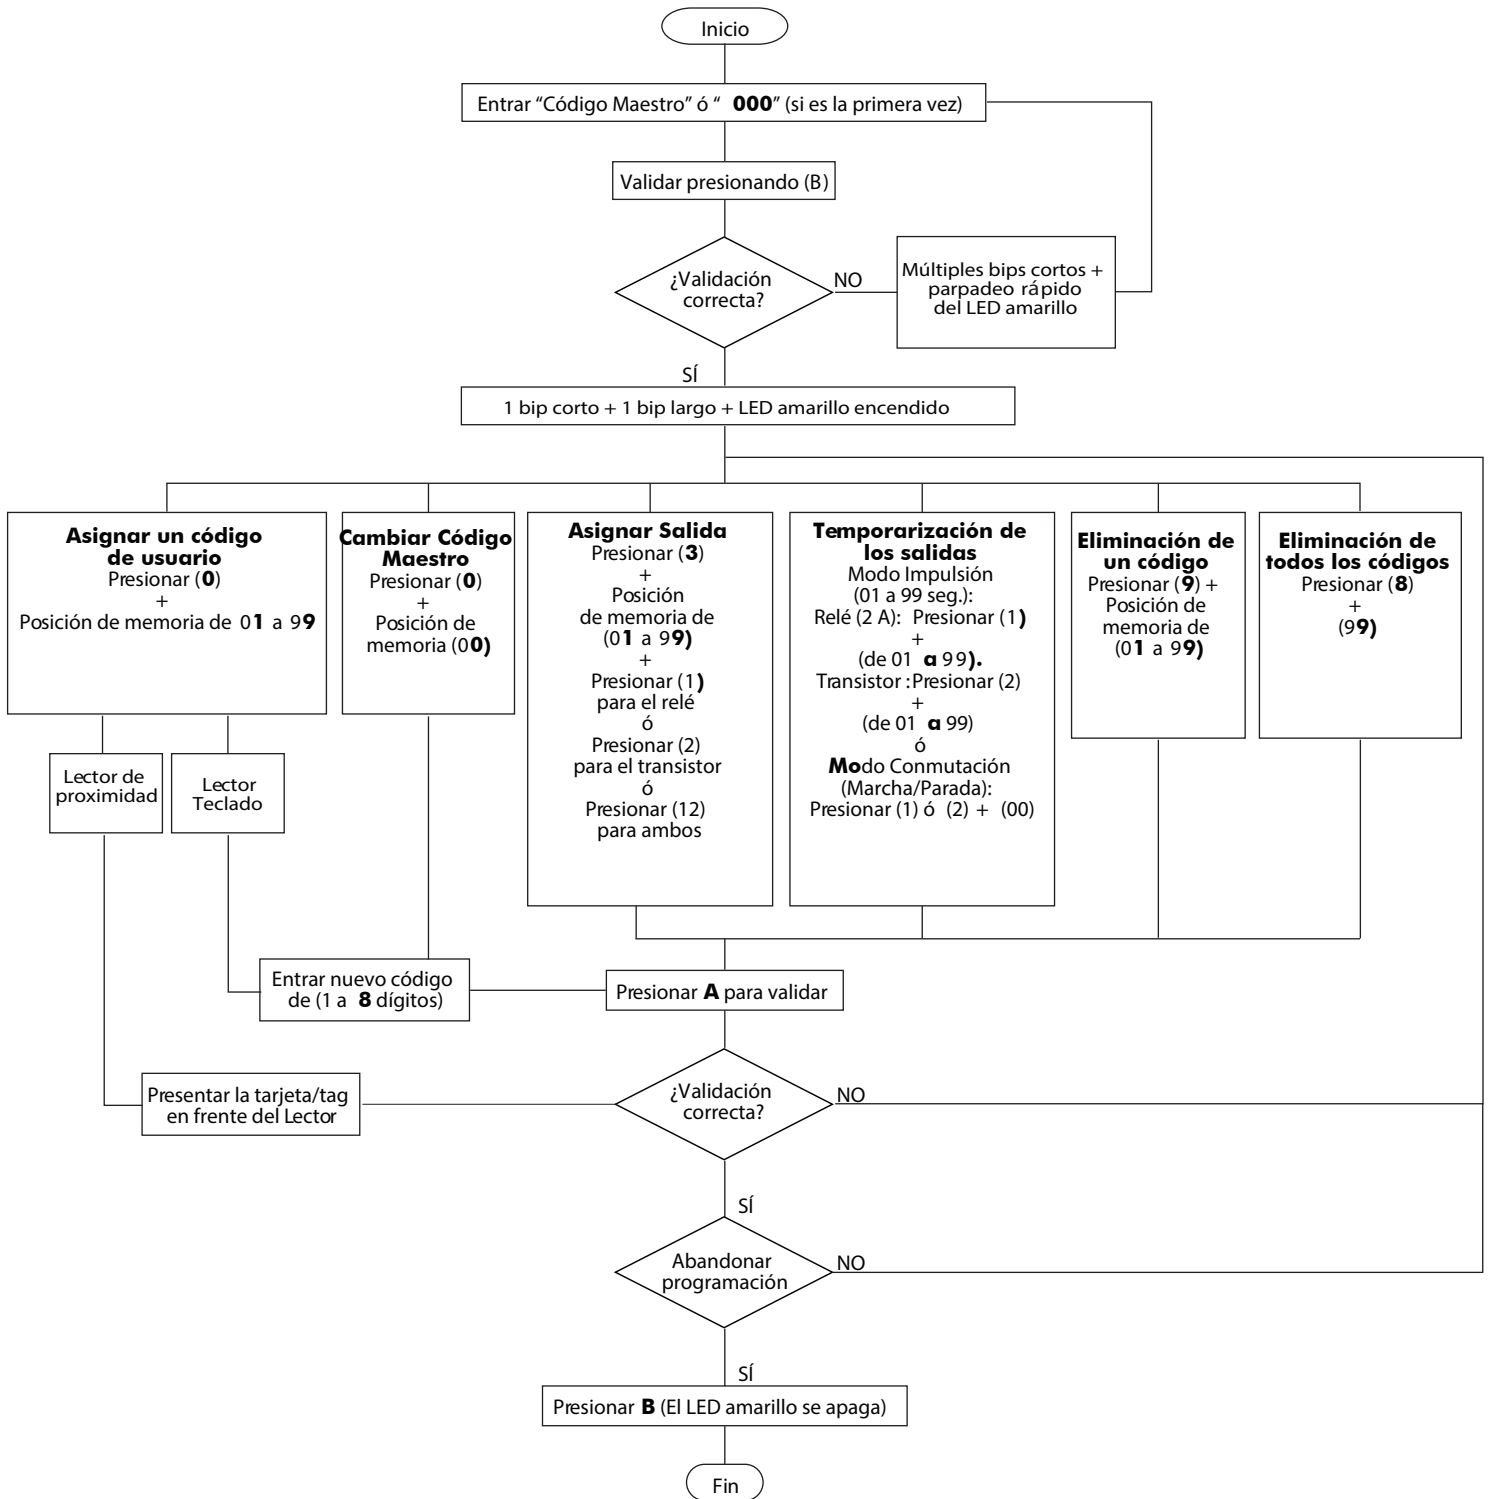 Inicio
Entrar “Código Maestro” ó “ 000” (si es la primera vez)
Validar presionando (B)
¿Validación
correcta?
NO
Múltiples bips cortos +
parpadeo rápido
del LED amarillo
SÍ
1 bip corto + 1 bip largo + LED amarillo encendido
Asignar un código
de usuario
Presionar (0)
+
Posición de memoria de 01 a 99
Cambiar Código
Maestro
Presionar (0)
+
Posición de
memoria (00)
Asignar Salida
Presionar (3)
+
Posición
de memoria de
(01 a 99)
+
Presionar (1)
para el relé
ó
Presionar (2)
para el transistor
ó
Presionar (12)
para ambos
Temporarización de
los salidas
Modo Impulsión
(01 a 99 seg.):
Relé (2 A): Presionar (1)
+
(de 01 a 99).
Transistor :Presionar (2)
+
(de 01 a 99)
ó
Modo Conmutación
(Marcha/Parada):
Presionar (1) ó (2) + (00)
Eliminación de
un código
Presionar (9) +
Posición de
memoria de
(01 a 99)
Eliminación de
todos los códigos
Presionar (8)
+
(99)
Lector de
proximidad
Lector
Teclado
Entrar nuevo código
de (1 a 8 dígitos)
Presionar A para validar
Presentar la tarjeta/tag
en frente del Lector
¿Validación
correcta?
NO
SÍ
Abandonar
programación
NO
SÍ
Presionar B (El LED amarillo se apaga)
Fin